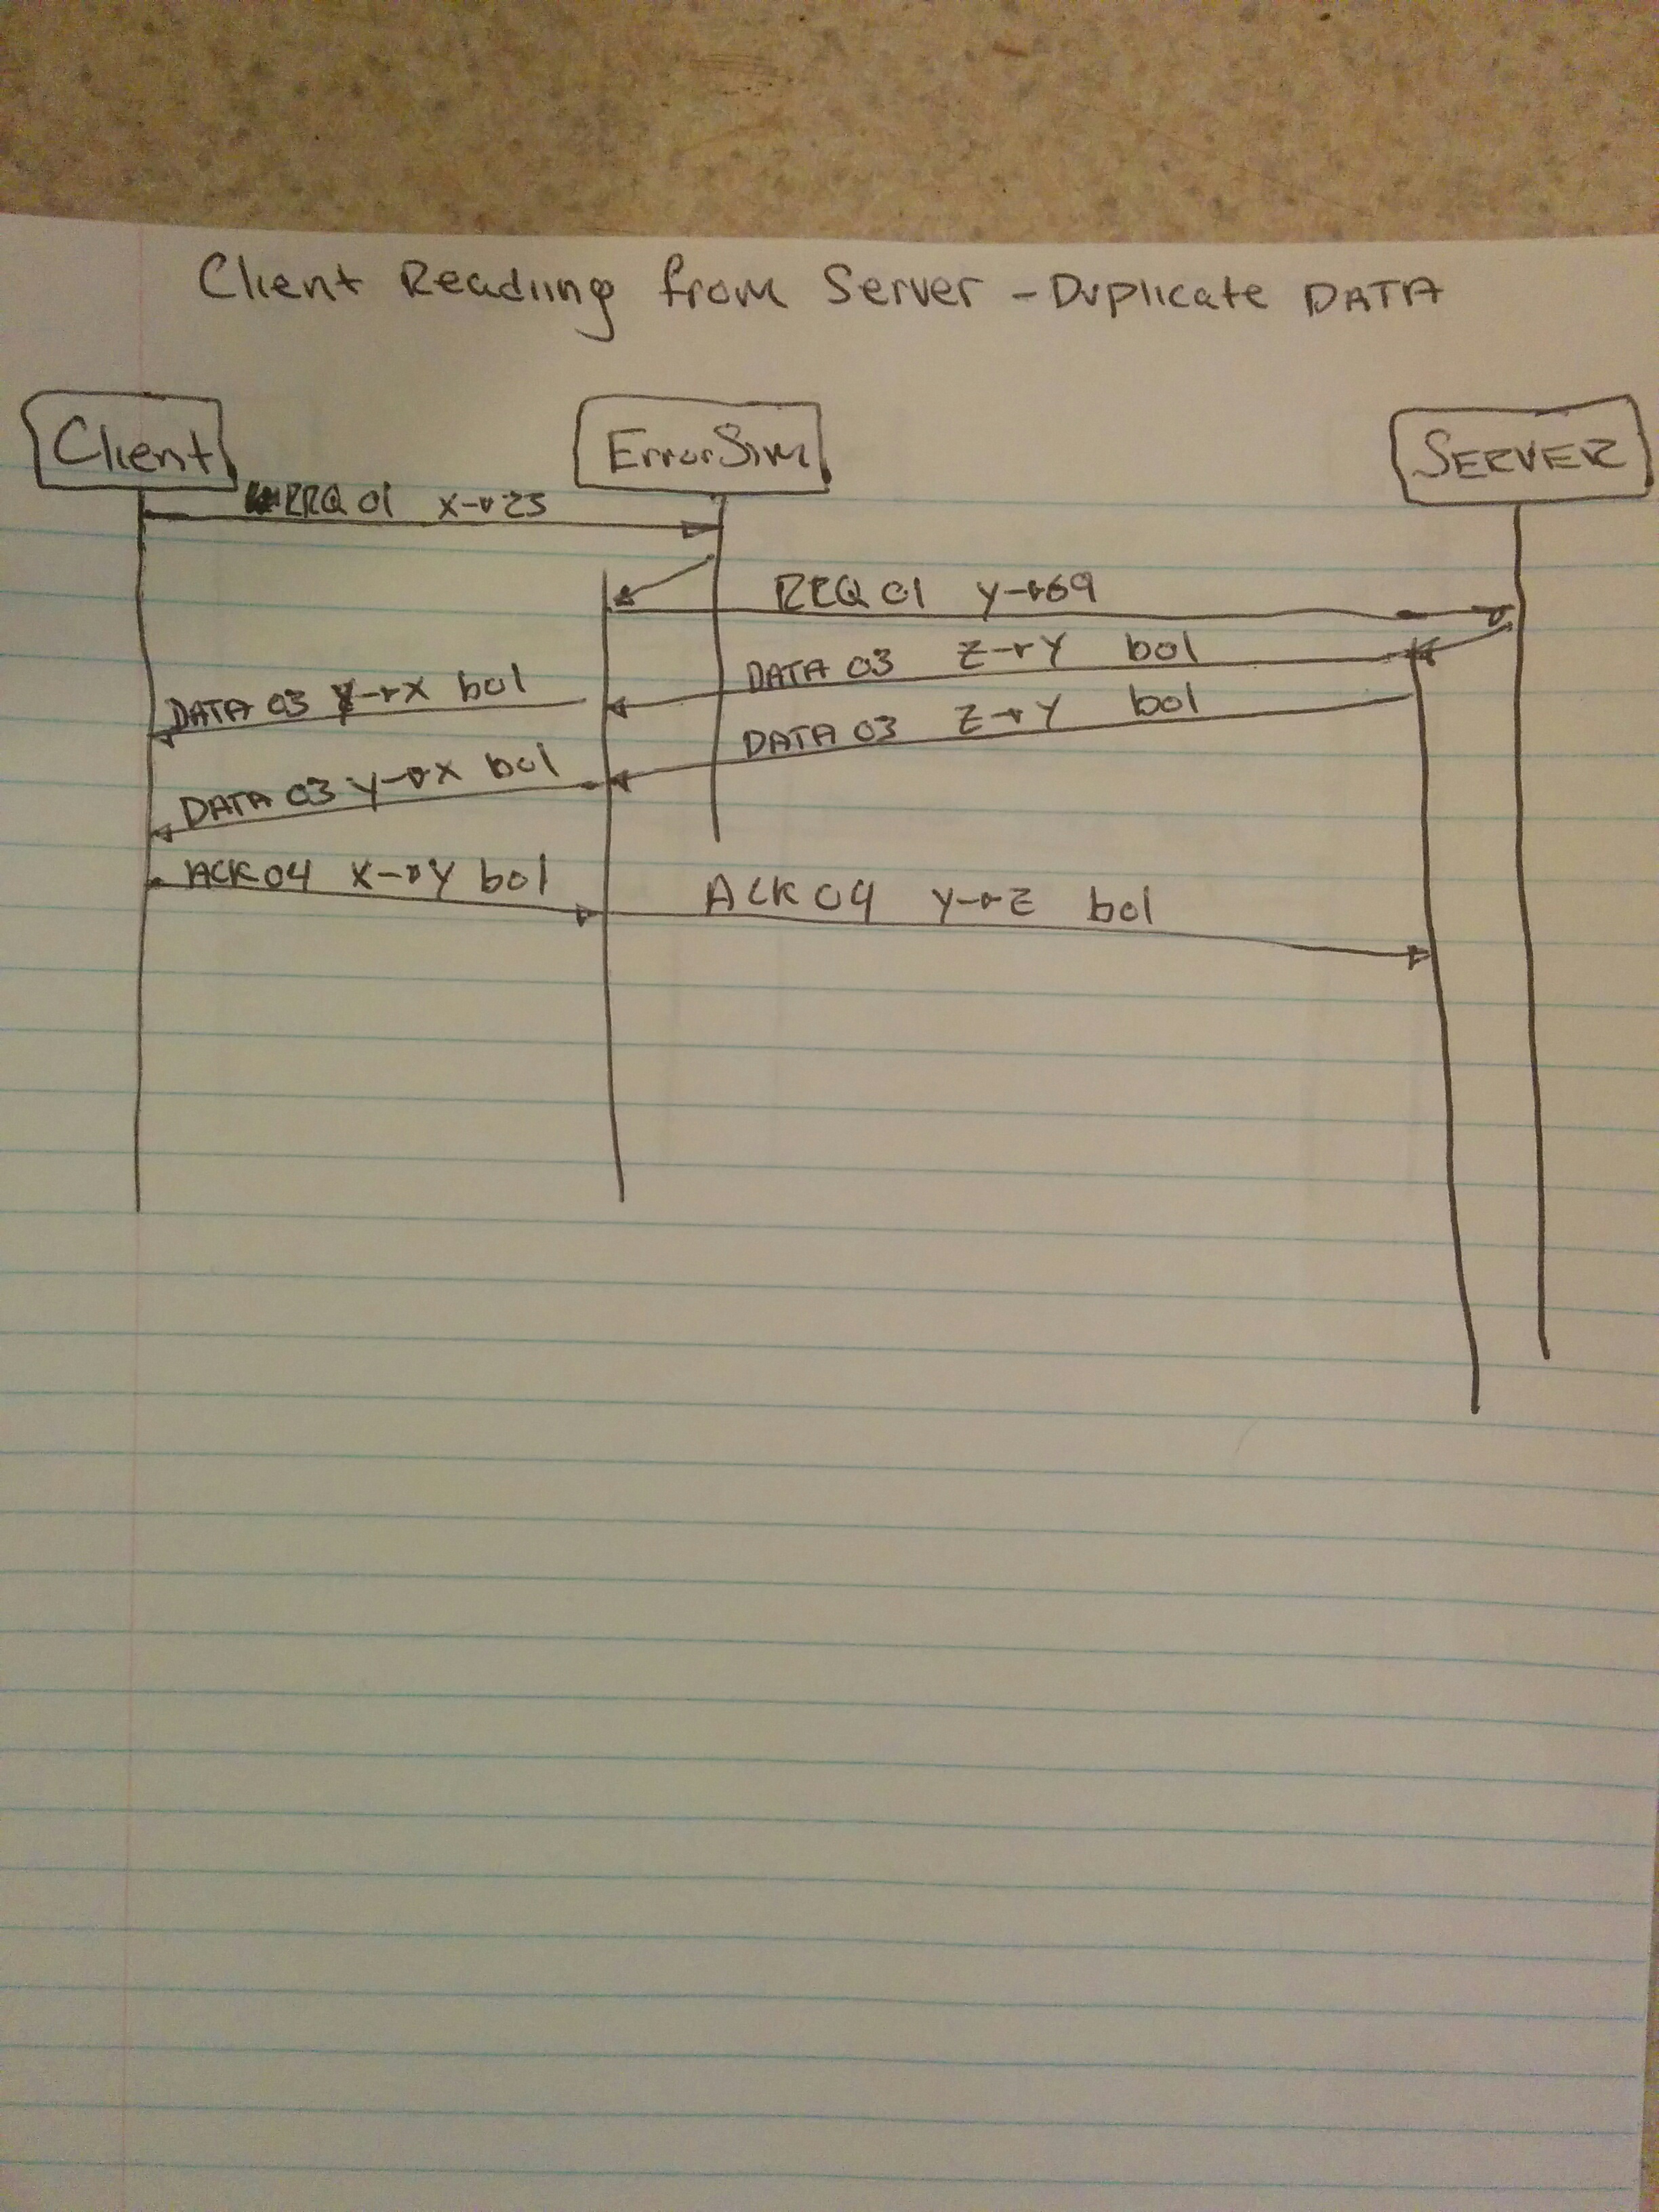 Client Readiing from Server - Duplicate DATA
Client
ErrorSim
SERVER
RRQ 01 x→23
RRQ 01 y→69
DATA 03 z→y bol
DATA 03 y→x bol
DATA 03 z→y bol
DATA 03 y→x bol
ACK 04 x→y bol
ACK 04 y→z bol